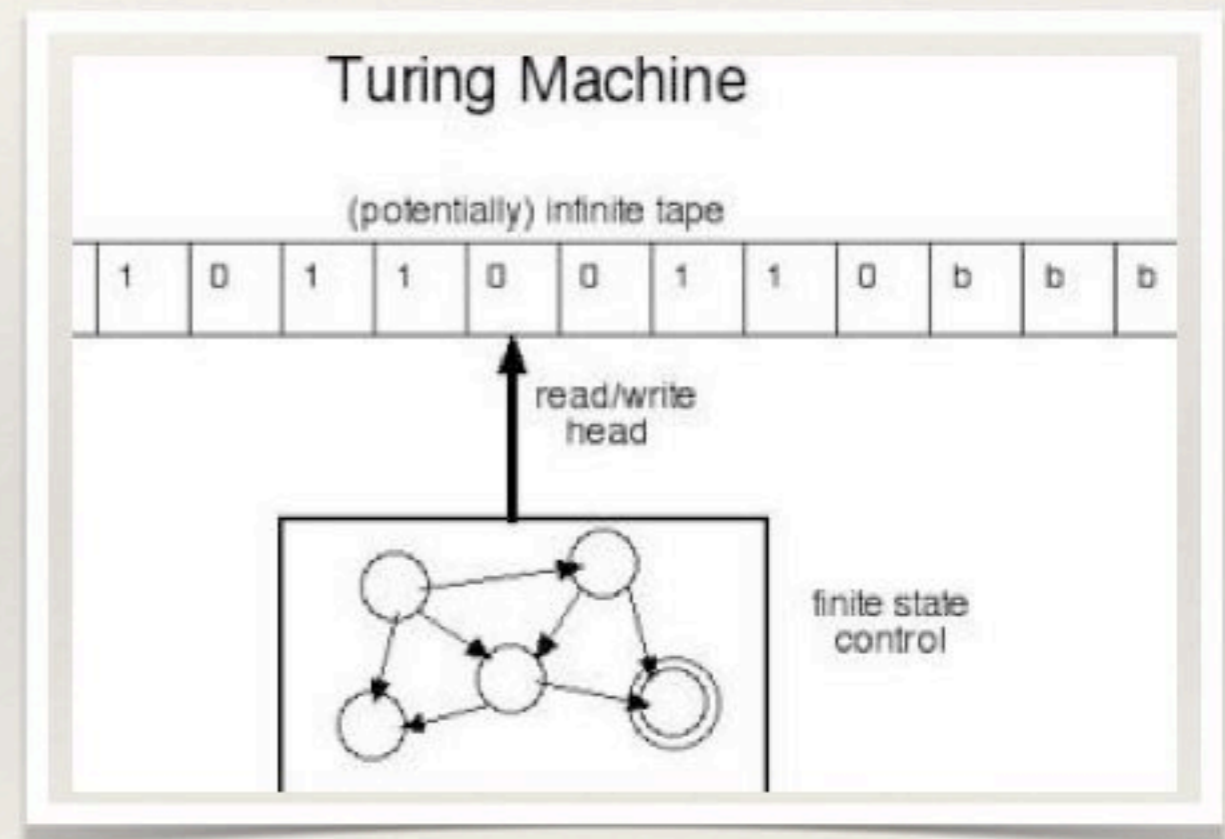 Turing Machine
(potentially) infinite tape
1 0 1 1 0 0 1 1 0 b b b
read/write
head
finite state
control